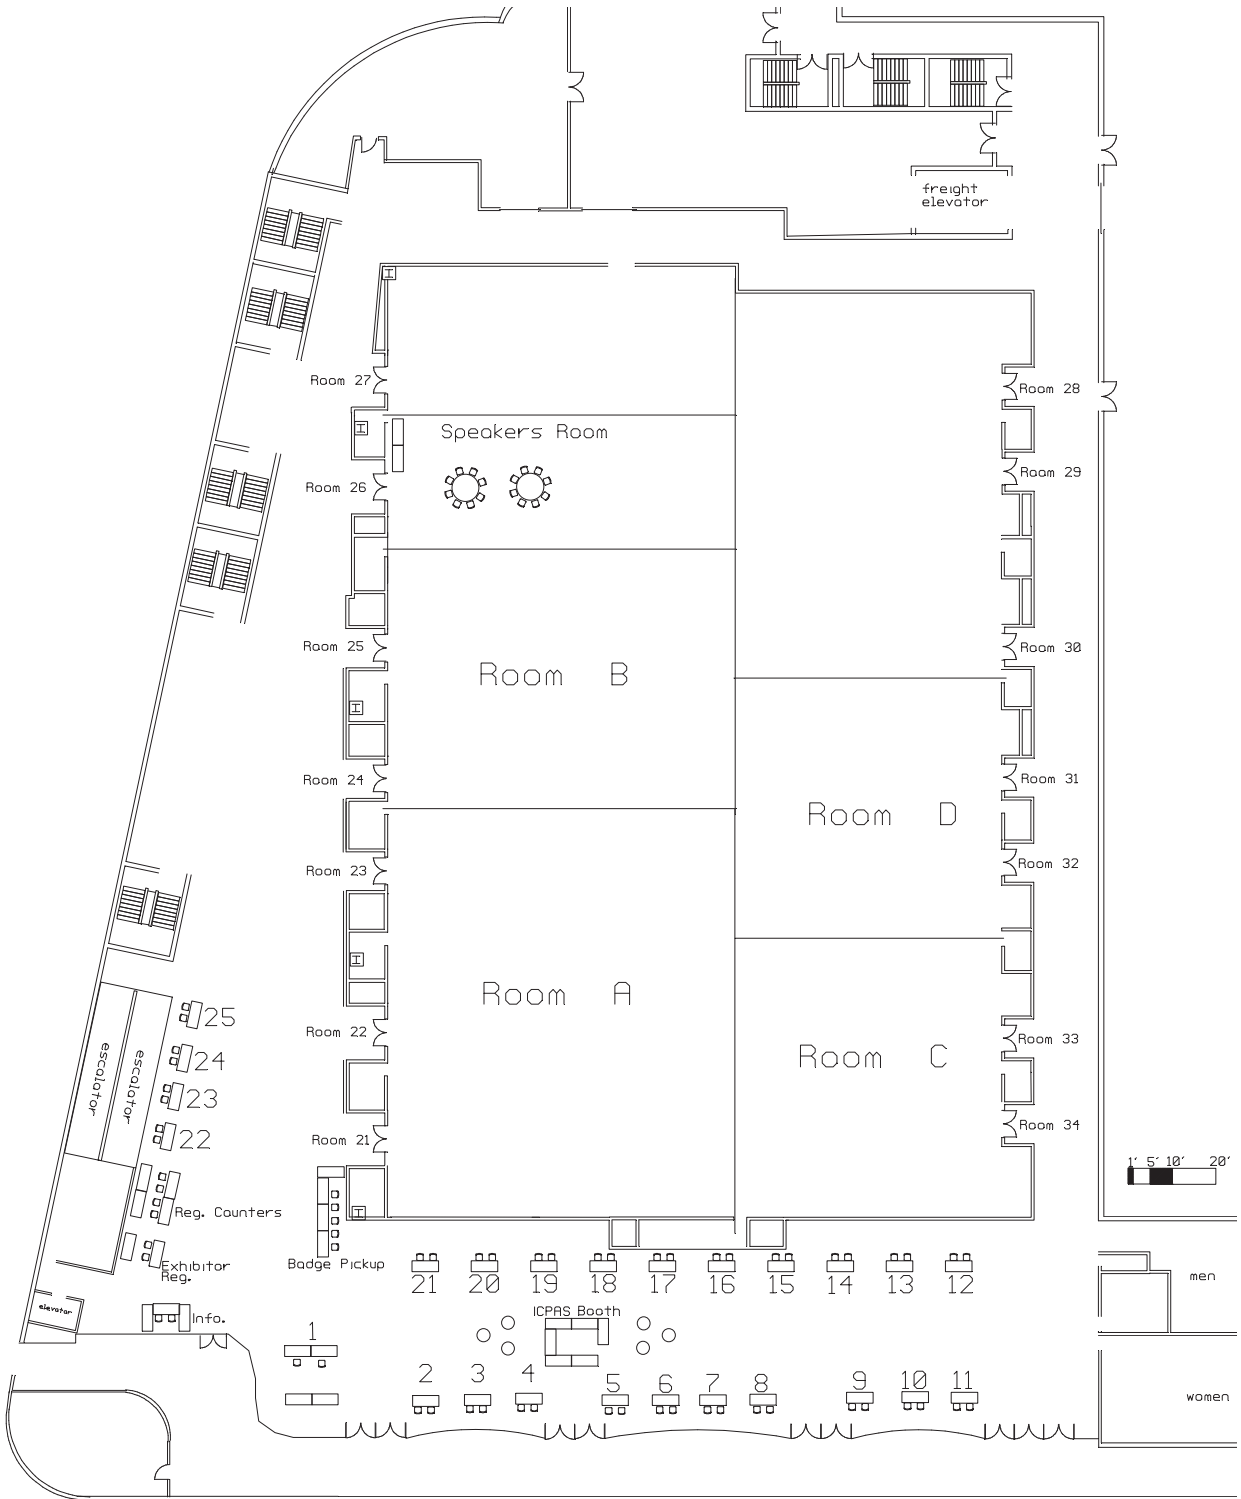 freight
elevator
Room 27
Room 28
Speakers Room
Room 29
Room 26
Room 25
Room 30
Room B
Room 24
Room 31
Room D
Room 23
Room 32
Room A
25
Room 22
Room 33
24
Room C
escalator
escalator
23
22
Room 21
Room 34
1' 5' 10' 20'
Reg. Counters
Badge Pickup
Exhibitor
Reg.
men
21 20 19 18 17 16 15 14 13 12
elevator
Info.
ICPAS Booth
1
2 3 4 5 6 7 8 9 10 11
women
H
H
H
H
H